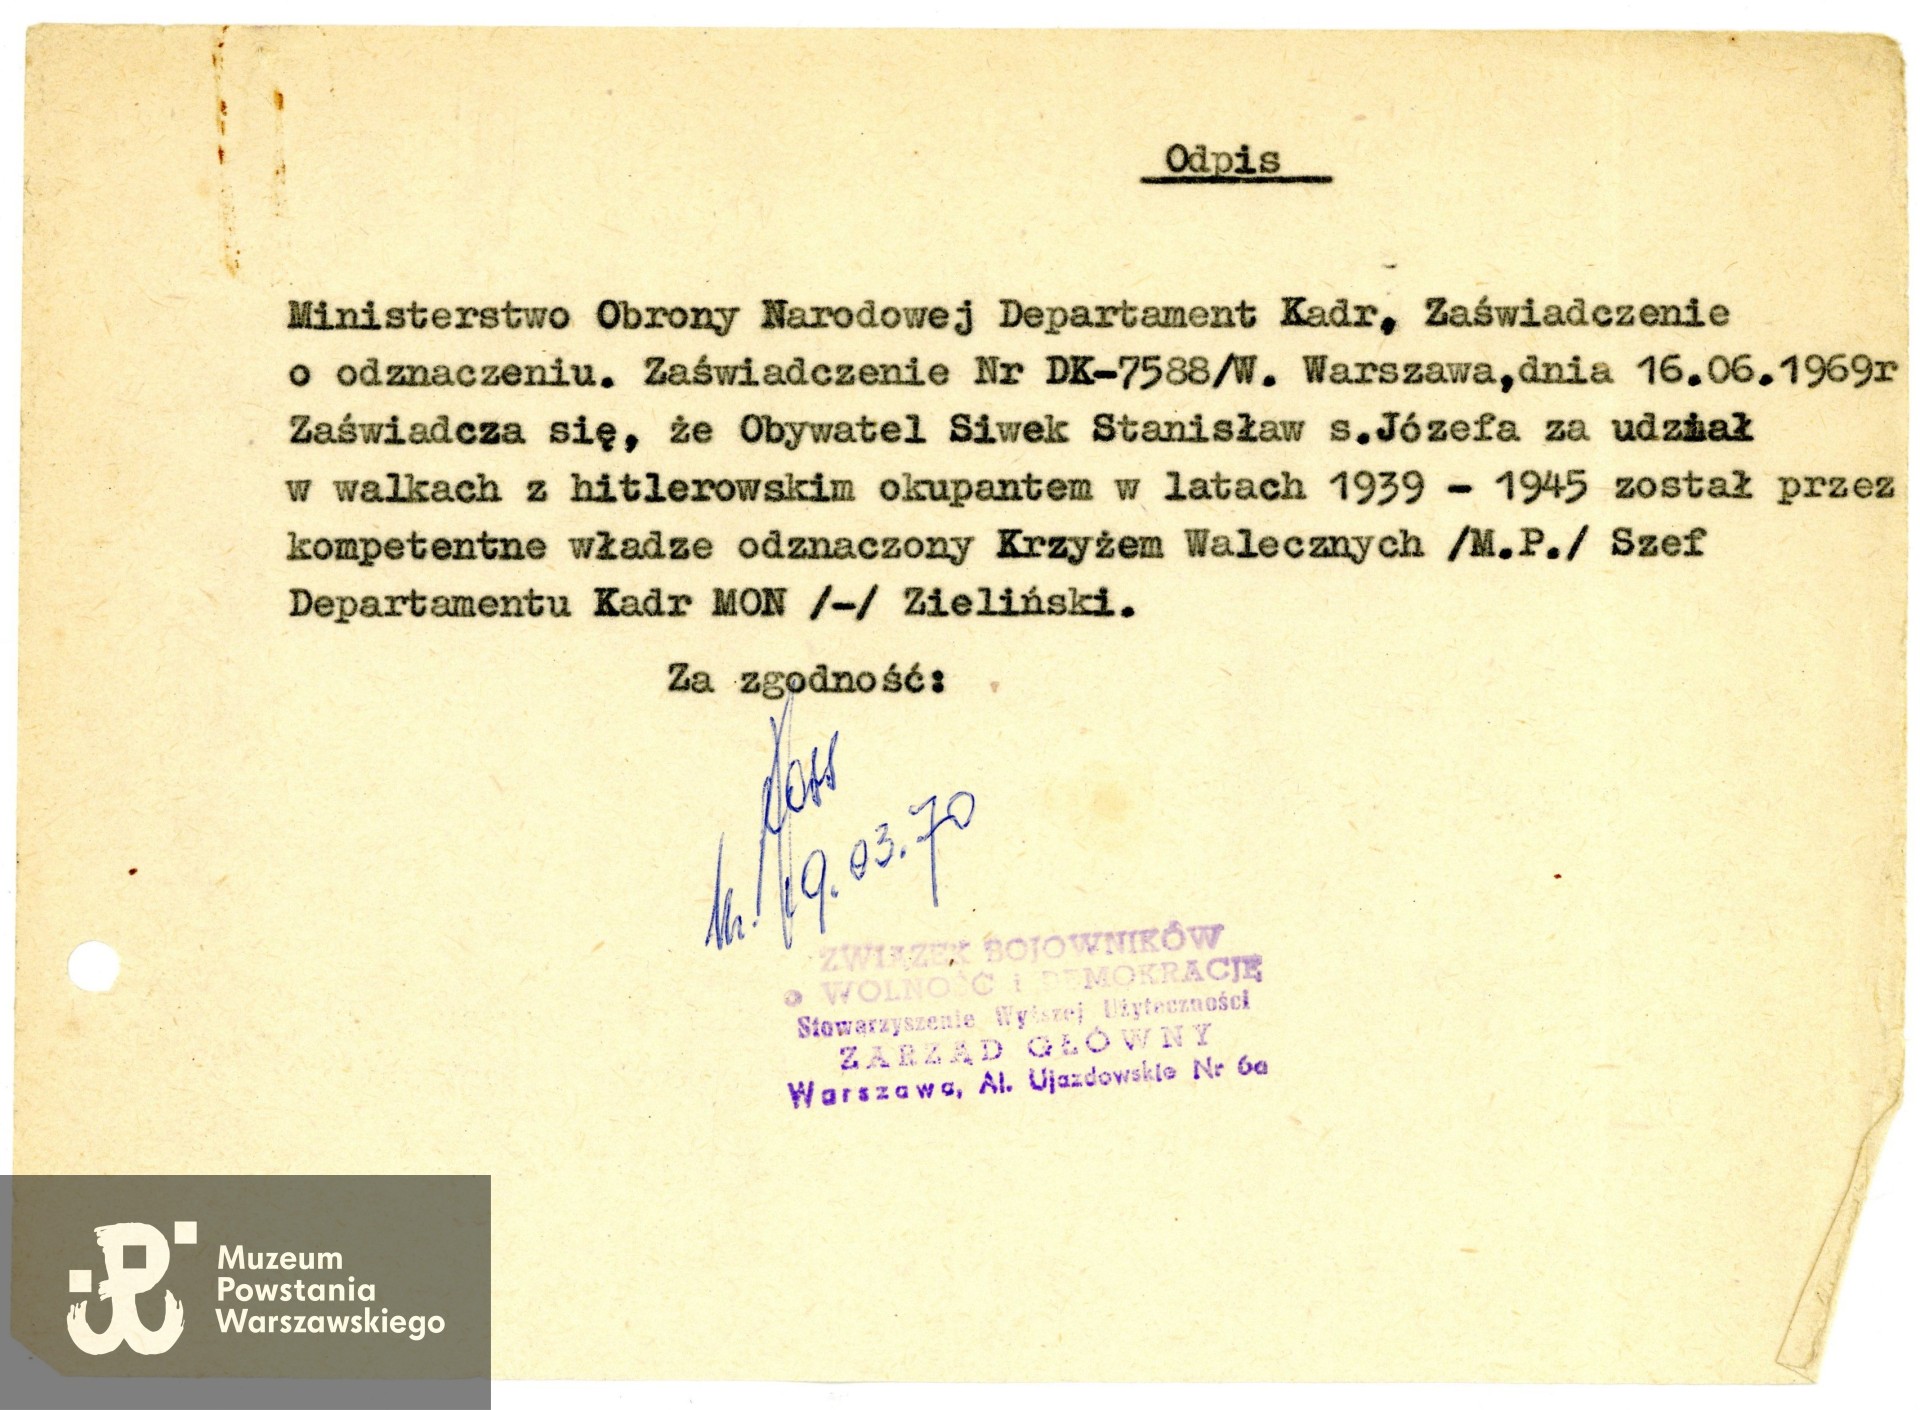 Odpis
Ministerstwo Obrony Narodowej Departament Kadr, Zaświadczenie
o odznaczeniu. Zaświadczenie Nr DK-7588/W. Warszawa,dnia 16.06.1969r
Zaświadcza się, że Obywatel Siwek Stanisław s.Józefa za udział
w walkach z hitlerowskim okupantem w latach 1939 - 1945 został przez
kompetentne władze odznaczony Krzyżem Walecznych /M.P./ Szef
Departamentu Kadr MON /-/ Zieliński.
Za zgodność:
19.03.70
ZWIĄZEK BOJOWNIKÓW
o WOLNOŚĆ i DEMOKRACJĘ
Stowarzyszenie Wyższej Użyteczności
ZARZĄD GŁÓWNY
Warszawa, Al. Ujazdowskie Nr 6a
Muzeum
Powstania
Warszawskiego